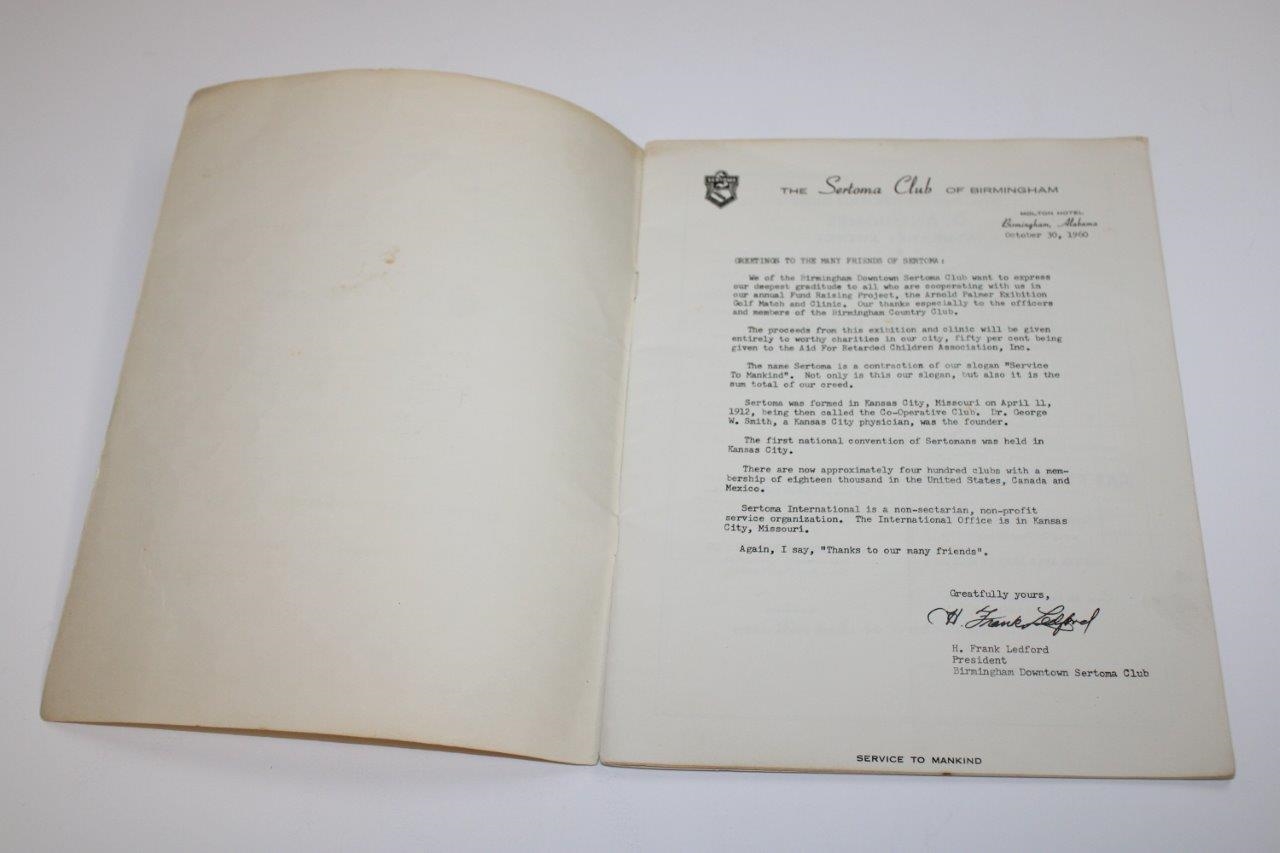 SERTOMA
THE Sertoma Club OF BIRMINGHAM
MOLTON HOTEL
Birmingham, Alabama
October 30, 1960
GREETINGS TO THE MANY FRIENDS OF SERTOMA:
We of the Birmingham Downtown Sertoma Club want to express
our deepest graditude to all who are cooperating with us in
our annual Fund Raising Project, the Arnold Palmer Exibition
Golf Match and Clinic. Our thanks especially to the officers
and members of the Birmingham Country Club.
The proceeds from this exibition and clinic will be given
entirely to worthy charities in our city, fifty per cent being
given to the Aid For Retarded Children Association, Inc.
The name Sertoma is a contraction of our slogan "Service
To Mankind". Not only is this our slogan, but also it is the
sum total of our creed.
Sertoma was formed in Kansas City, Missouri on April 11,
1912, being then called the Co-Operative Club. Dr. George
W. Smith, a Kansas City physician, was the founder.
The first national convention of Sertomans was held in
Kansas City.
There are now approximately four hundred clubs with a mem-
bership of eighteen thousand in the United States, Canada and
Mexico.
Sertoma International is a non-sectarian, non-profit
service organization. The International Office is in Kansas
City, Missouri.
Again, I say, "Thanks to our many friends".
Greatfully yours,
H. Frank Ledford
H. Frank Ledford
President
Birmingham Downtown Sertoma Club
SERVICE TO MANKIND